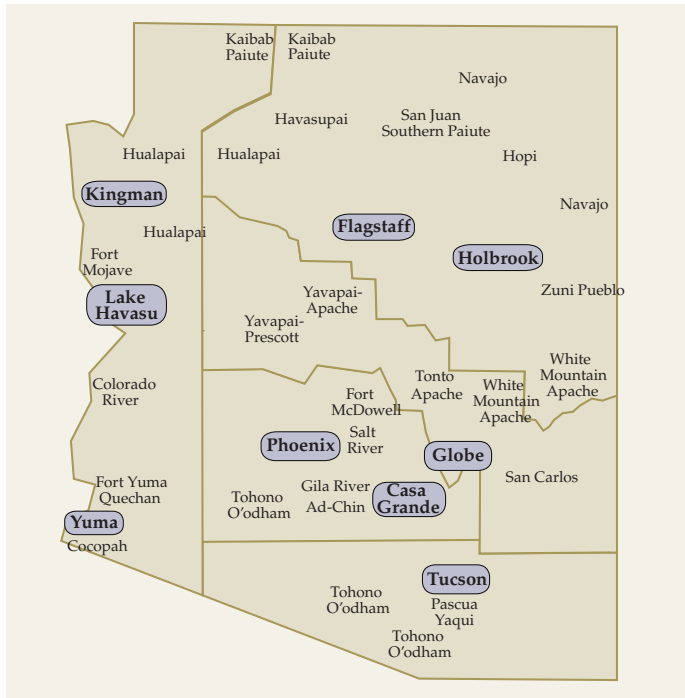 Kaibab
Paiute
Kaibab
Paiute
Navajo
Havasupai
San Juan
Southern Paiute
Hualapai
Hualapai
Hopi
Kingman
Navajo
Hualapai
Flagstaff
Fort
Mojave
Holbrook
Lake
Havasu
Zuni Pueblo
Yavapai-
Apache
Yavapai-
Prescott
White
Mountain
Apache
Tonto
Apache
White
Mountain
Apache
Colorado
River
Fort
McDowell
Phoenix
Salt
River
Globe
San Carlos
Fort Yuma
Quechan
Gila River
Ad-Chin
Casa
Grande
Tohono
O'odham
Yuma
Cocopah
Tucson
Tohono
O'odham
Pascua
Yaqui
Tohono
O'odham